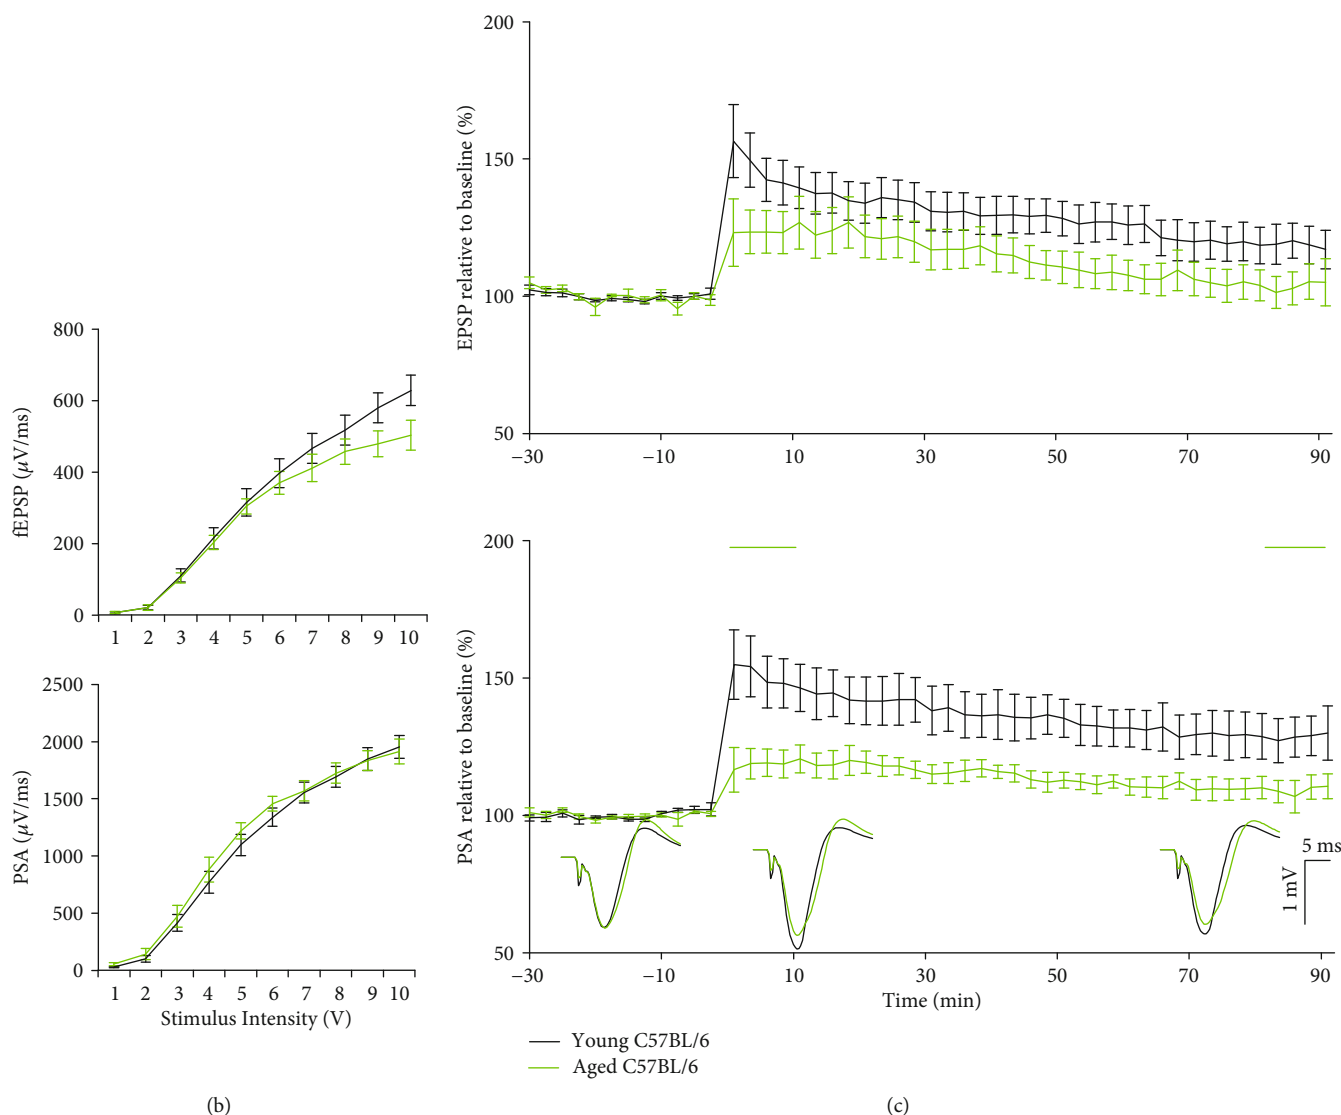 800
600
400
200
0
fEPSP (μV/ms)
1 2 3 4 5 6 7 8 9 10
2500
2000
1500
1000
500
0
PSA (μV/ms)
1 2 3 4 5 6 7 8 9 10
Stimulus Intensity (V)
(b)
200
150
100
50
EPSP relative to baseline (%)
−30 −10 10 30 50 70 90
200
150
100
50
PSA relative to baseline (%)
5 ms
1 mV
−30 −10 10 30 50 70 90
Time (min)
Young C57BL/6
Aged C57BL/6
(c)